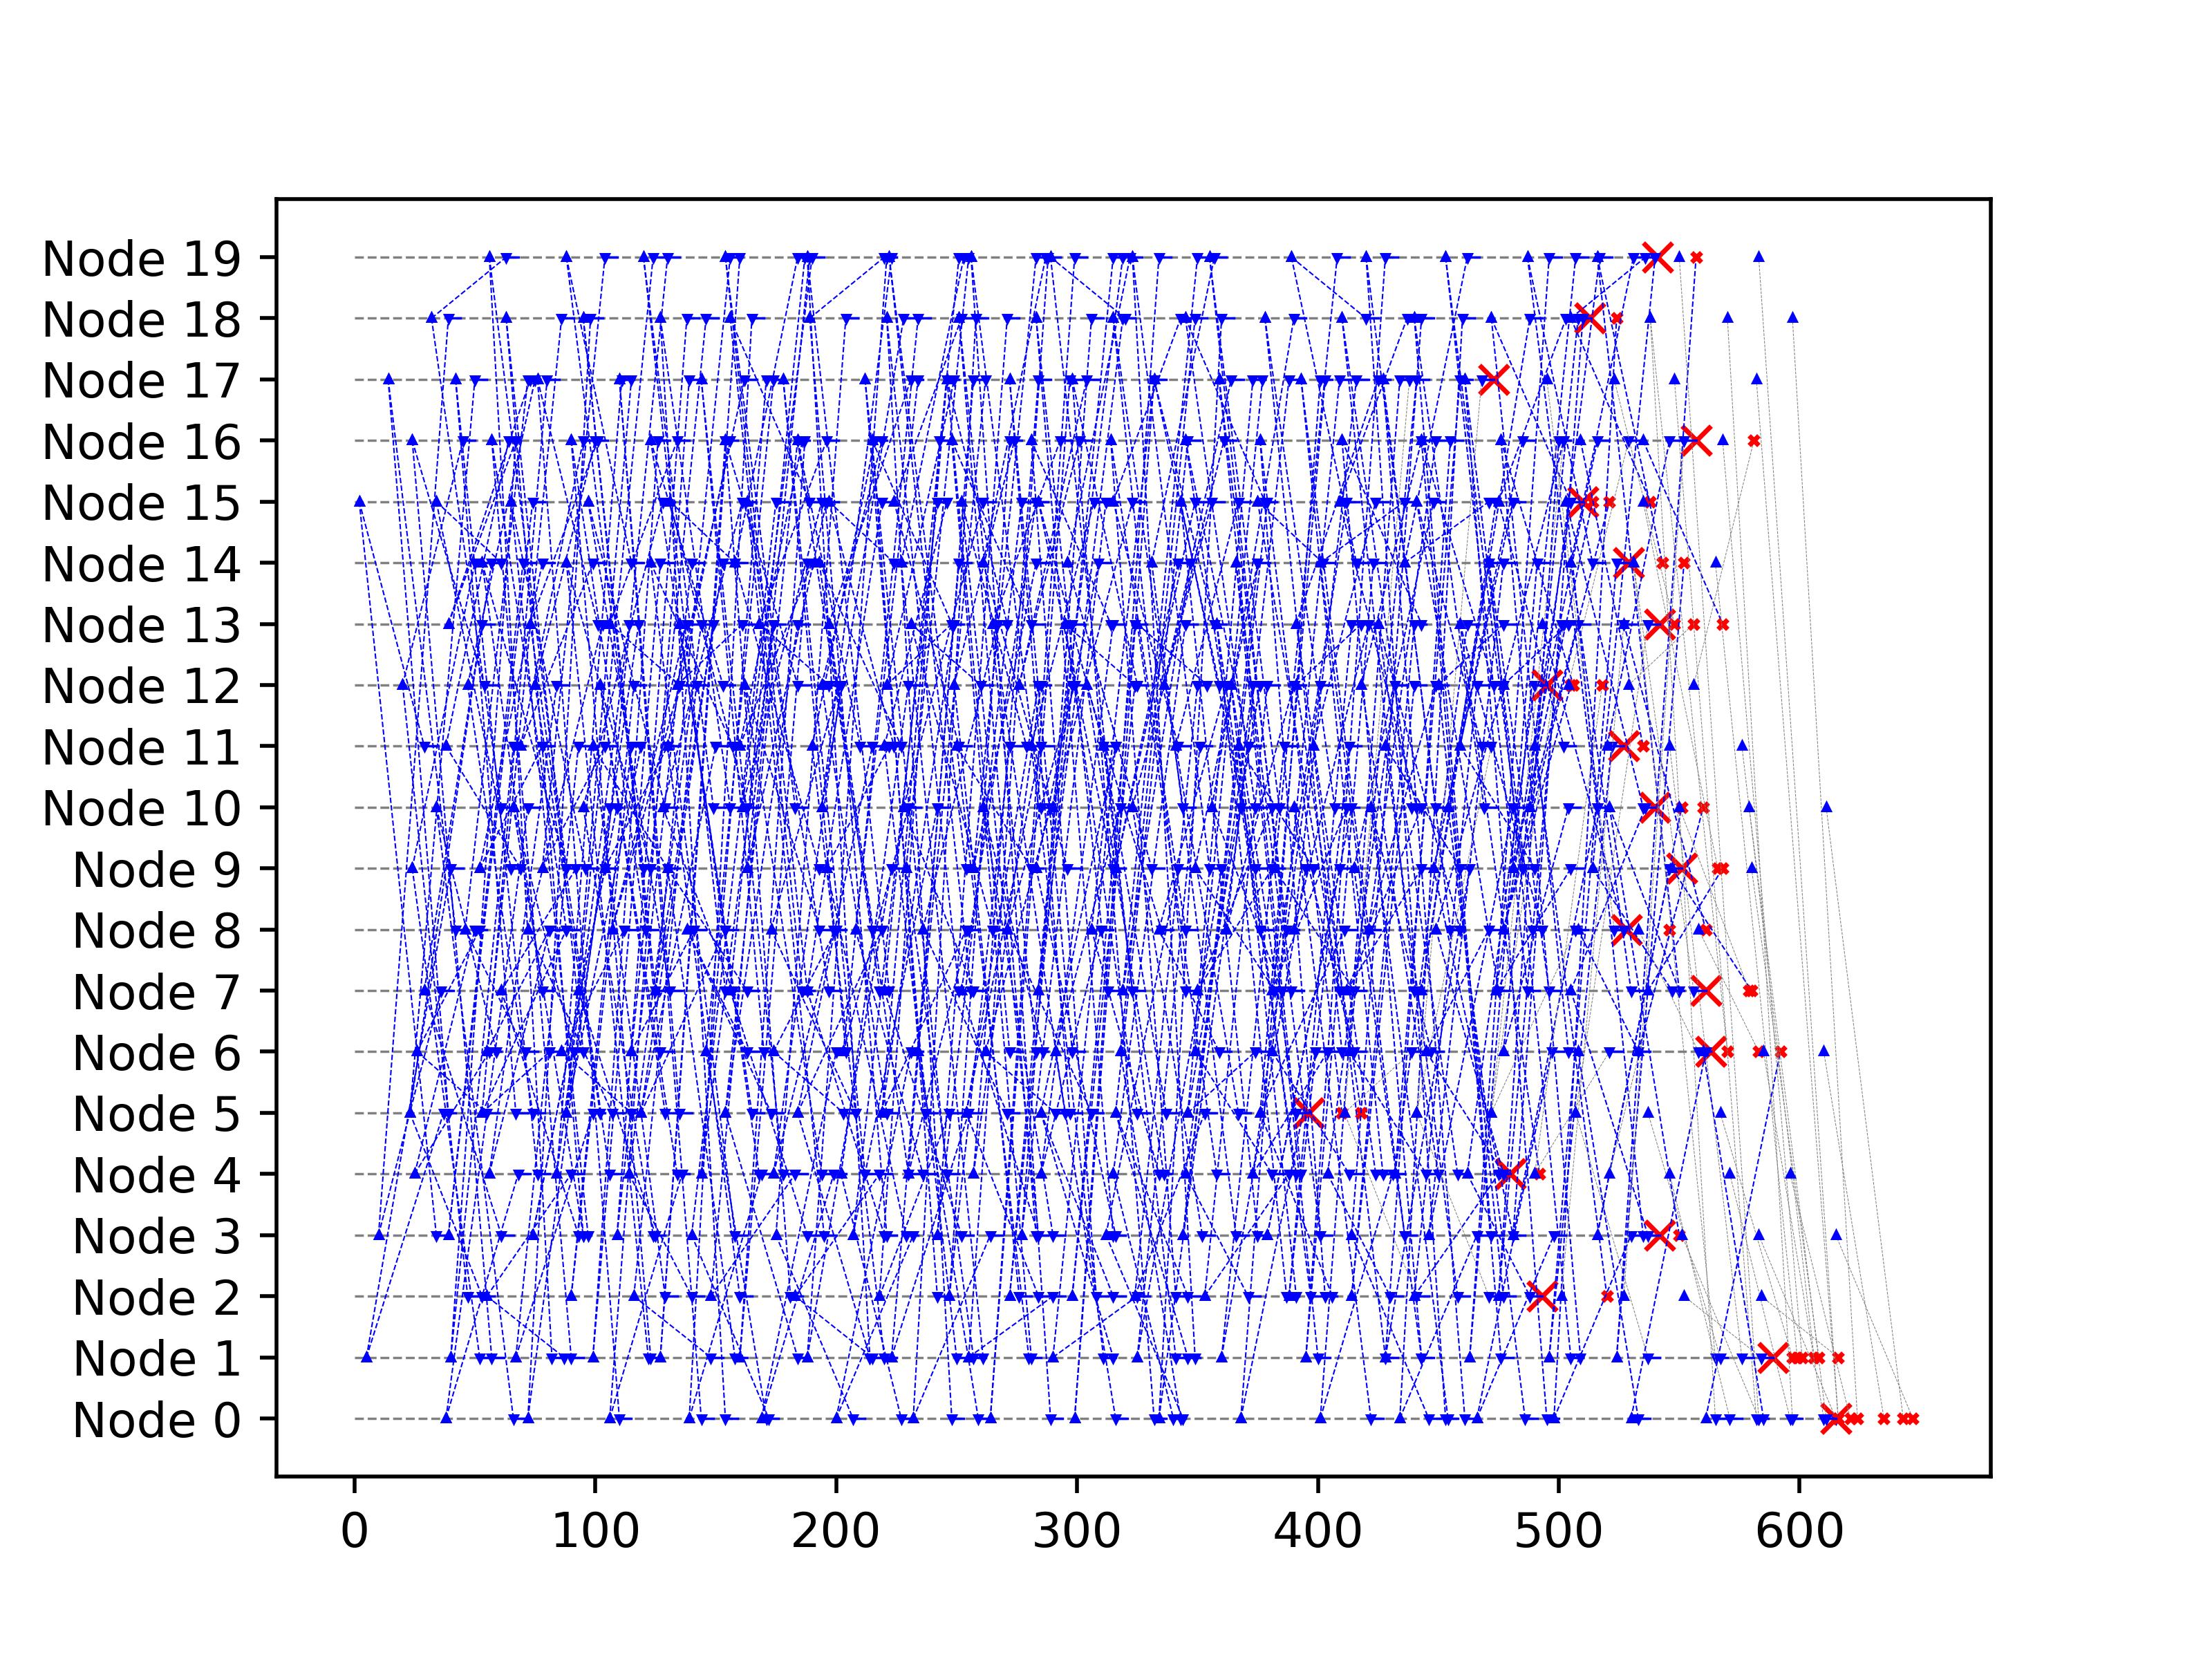 Node 19
Node 18
Node 17
Node 16
Node 15
Node 14
Node 13
Node 12
Node 11
Node 10
Node 9
Node 8
Node 7
Node 6
Node 5
Node 4
Node 3
Node 2
Node 1
Node 0
0 100 200 300 400 500 600